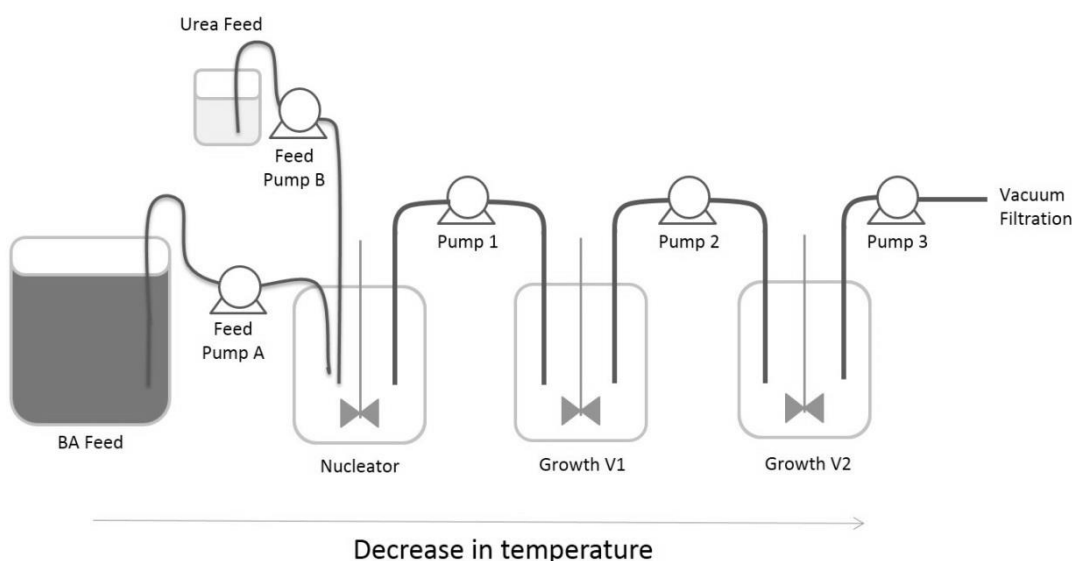 Urea Feed
Feed
Pump B
Pump 1
Pump 2
Pump 3
Vacuum
Filtration
Feed
Pump A
BA Feed
Nucleator
Growth V1
Growth V2
Decrease in temperature